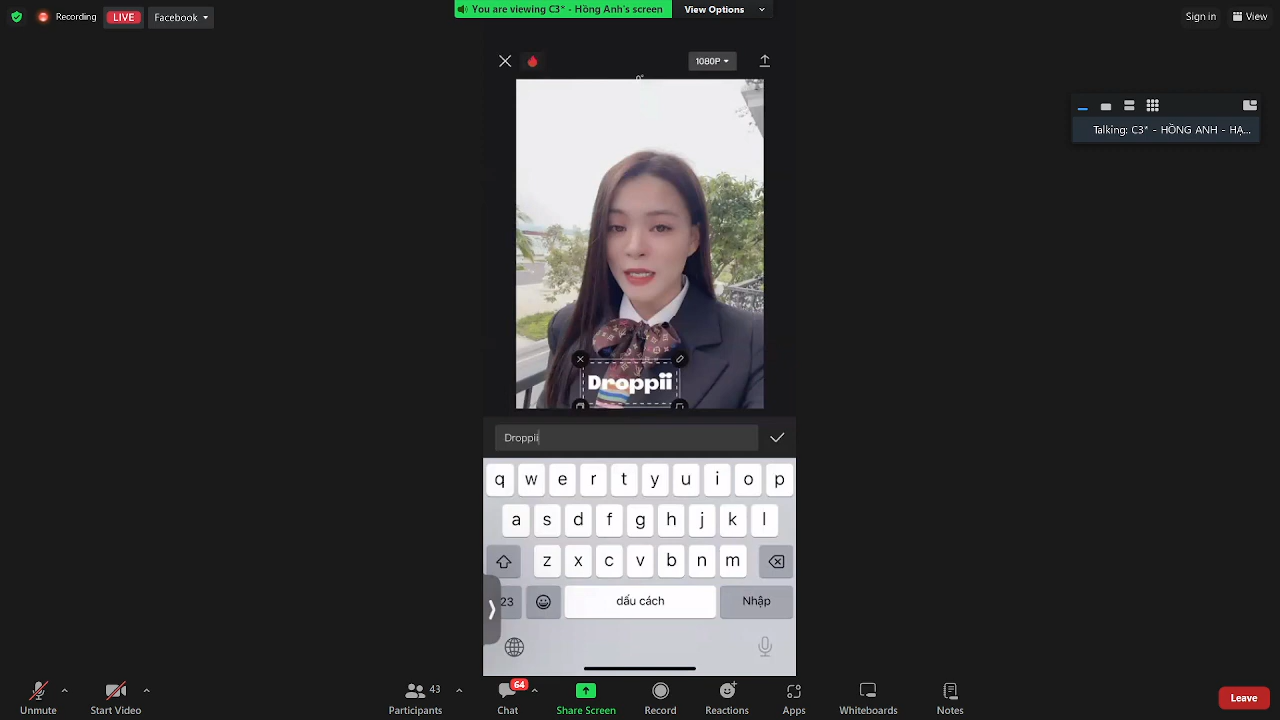 You are viewing C3* - Hồng Anh's screen
View Options
Recording
LIVE
Facebook
Sign in
View
1080P
0°
Talking: C3* - HỒNG ANH - HẠ...
Droppii
Droppii
q w e r t y u i o p
a s d f g h j k l
z x c v b n m
23
dấu cách
Nhập
Unmute
Start Video
43
Participants
64
Chat
Share Screen
Record
Reactions
Apps
Whiteboards
Notes
Leave